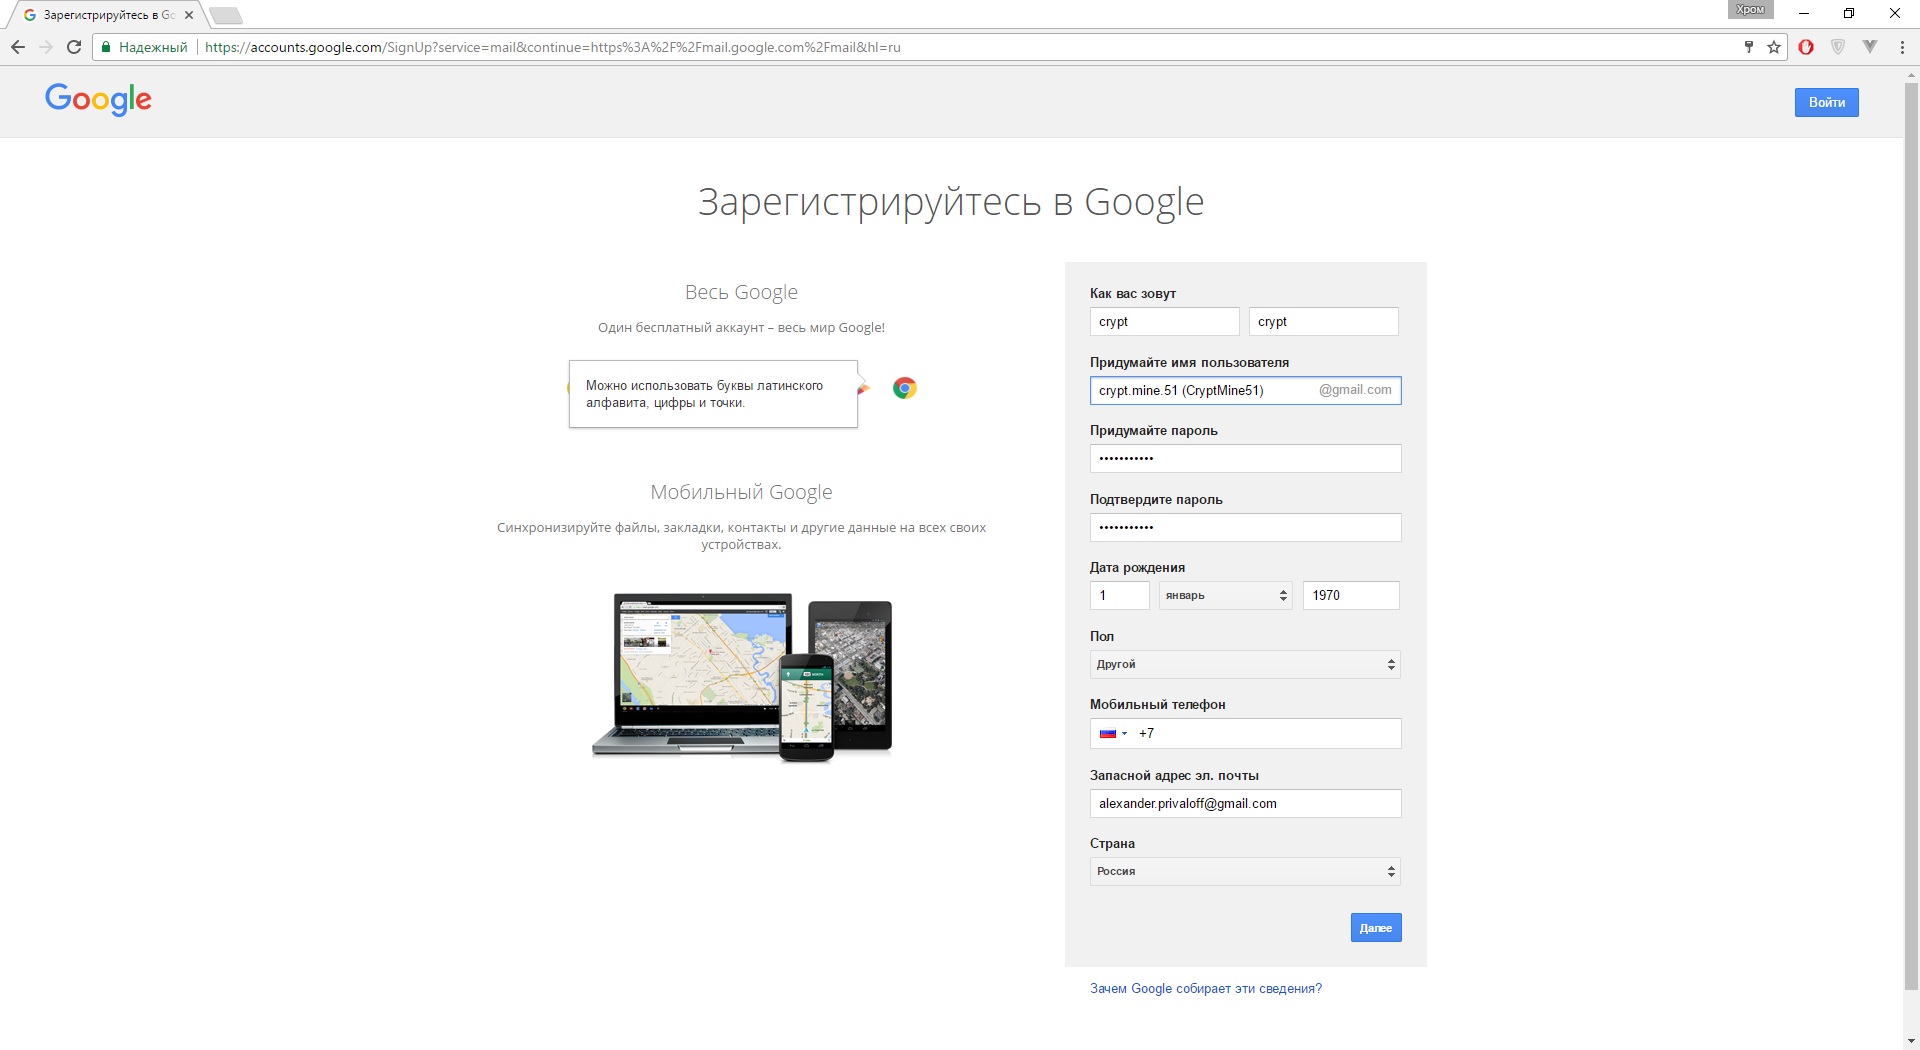 Зарегистрируйтесь в Go
Хром
Надежный
https://accounts.google.com/SignUp?service=mail&continue=https%3A%2F%2Fmail.google.com%2Fmail&hl=ru
Google
Войти
Зарегистрируйтесь в Google
Весь Google
Один бесплатный аккаунт – весь мир Google!
Можно использовать буквы латинского
алфавита, цифры и точки.
Мобильный Google
Синхронизируйте файлы, закладки, контакты и другие данные на всех своих
устройствах.
Как вас зовут
crypt crypt
Придумайте имя пользователя
crypt.mine.51 (CryptMine51) @gmail.com
Придумайте пароль
•••••••••••
Подтвердите пароль
•••••••••••
Дата рождения
1 январь 1970
Пол
Другой
Мобильный телефон
+7
Запасной адрес эл. почты
alexander.privaloff@gmail.com
Страна
Россия
Далее
Зачем Google собирает эти сведения?